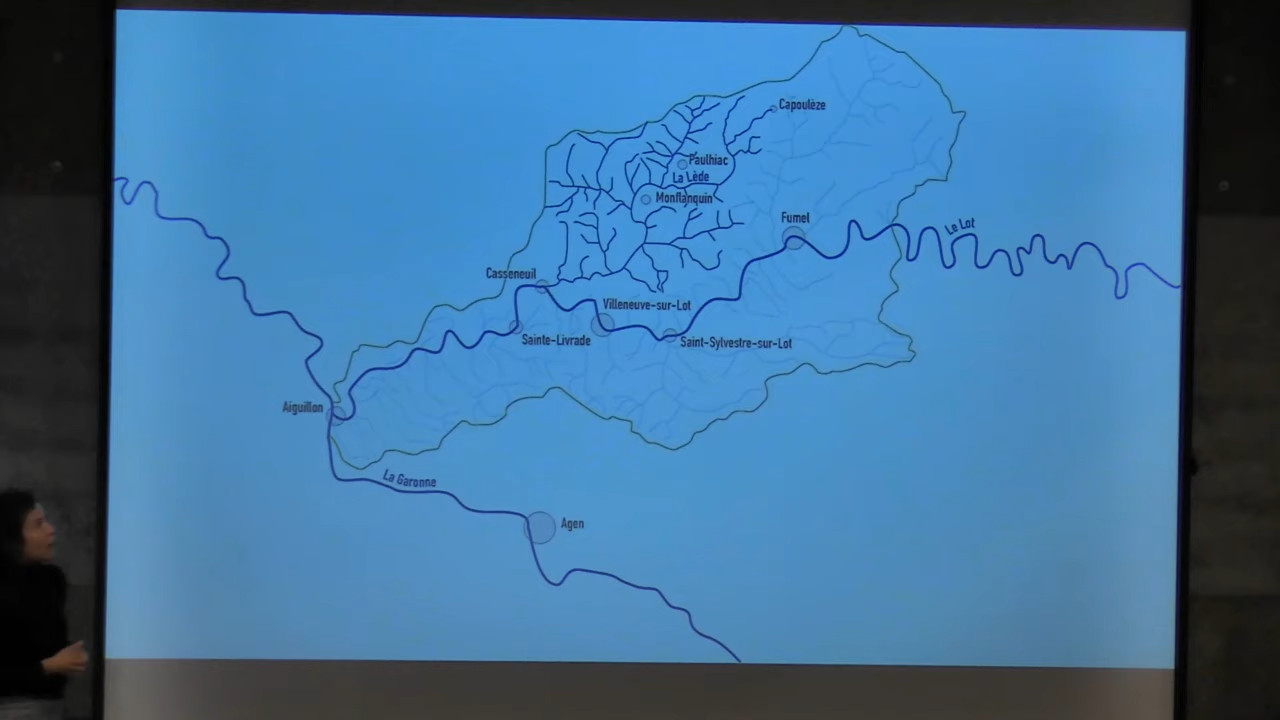 Capoulèze
Paulhiac
La Lède
Monflanquin
Fumel
Le Lot
Casseneuil
Villeneuve-sur-Lot
Sainte-Livrade
Saint-Sylvestre-sur-Lot
Aiguillon
La Garonne
Agen